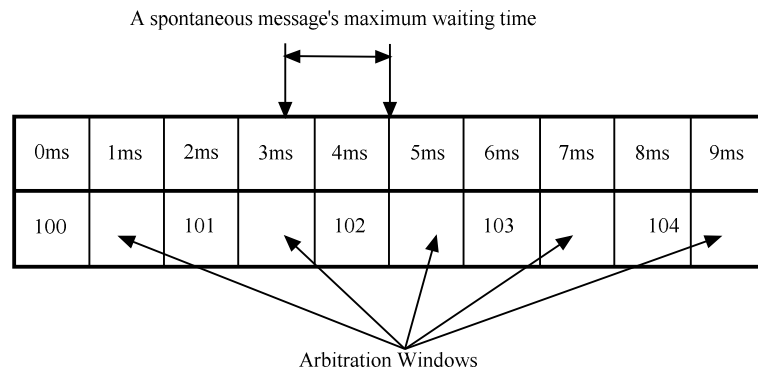 A spontaneous message's maximum waiting time
0ms 1ms 2ms 3ms 4ms 5ms 6ms 7ms 8ms 9ms
100 101 102 103 104
Arbitration Windows